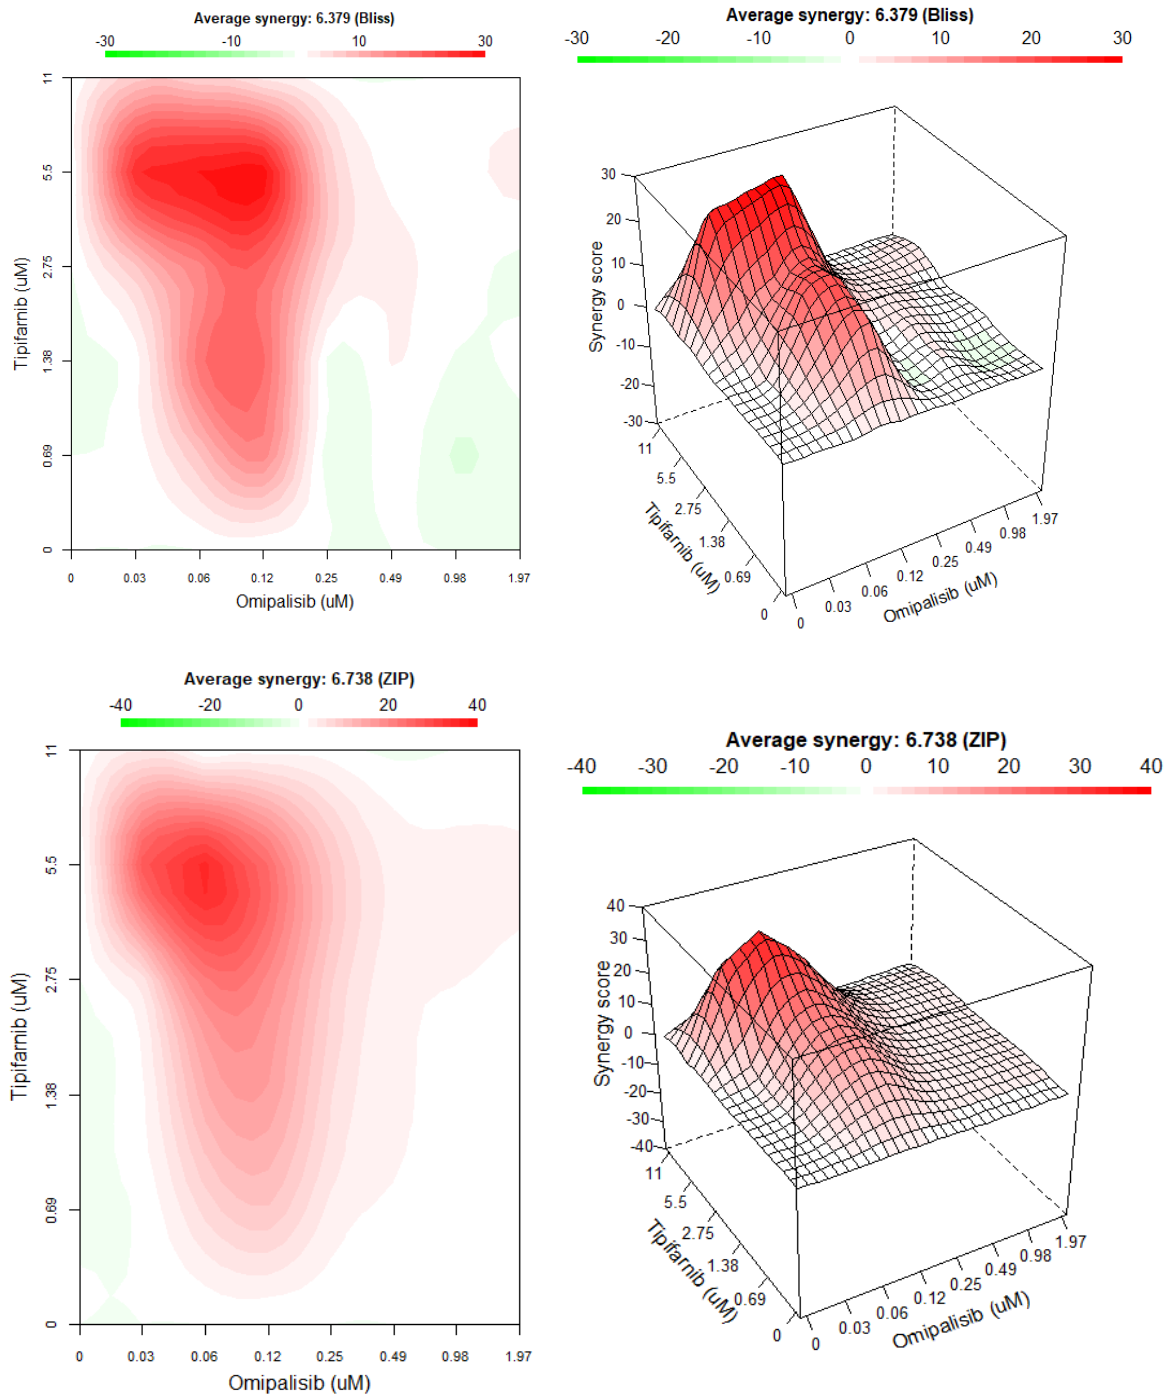 Average synergy: 6.379 (Bliss)
-30 -10 0 10 30
11
5.5
2.75
1.38
0.69
0
Tipifarnib (uM)
0 0.03 0.06 0.12 0.25 0.49 0.98 1.97
Omipalisib (uM)
Average synergy: 6.379 (Bliss)
-30 -20 -10 0 10 20 30
30
20
10
0
-10
-20
-30
Synergy score
11
5.5
2.75
1.38
0.69
0
Tipifarnib (uM)
0 0.03 0.06 0.12 0.25 0.49 0.98 1.97
Omipalisib (uM)
Average synergy: 6.738 (ZIP)
-40 -20 0 20 40
11
5.5
2.75
1.38
0.69
0
Tipifarnib (uM)
0 0.03 0.06 0.12 0.25 0.49 0.98 1.97
Omipalisib (uM)
Average synergy: 6.738 (ZIP)
-40 -30 -20 -10 0 10 20 30 40
40
30
20
10
0
-10
-20
-30
-40
Synergy score
11
5.5
2.75
1.38
0.69
0
Tipifarnib (uM)
0 0.03 0.06 0.12 0.25 0.49 0.98 1.97
Omipalisib (uM)